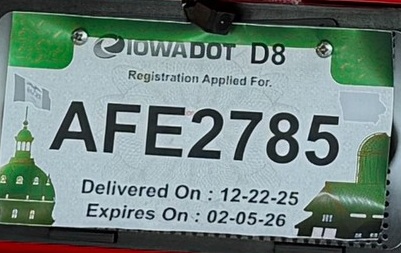 IOWADOT D8
Registration Applied For.
AFE2785
Delivered On : 12-22-25
Expires On : 02-05-26